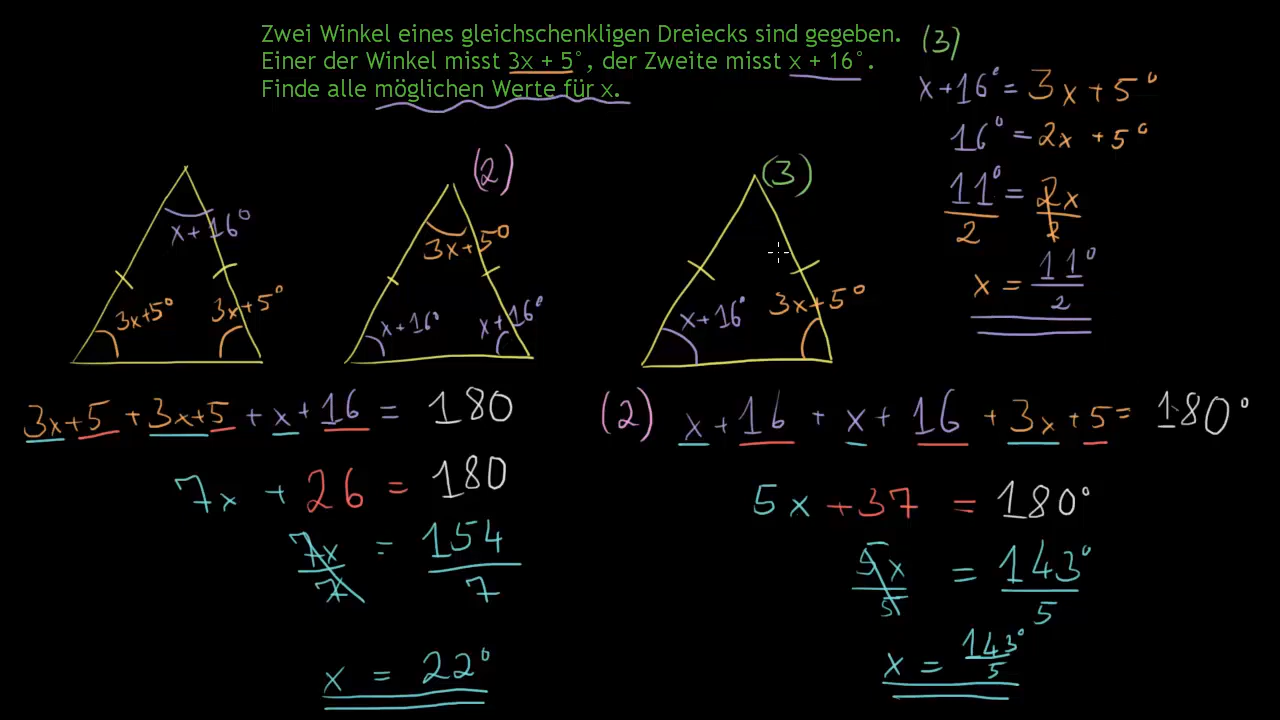 Zwei Winkel eines gleichschenkligen Dreiecks sind gegeben.
Einer der Winkel misst 3x + 5°, der Zweite misst x + 16°.
Finde alle möglichen Werte für x.
(3)
x+16° = 3x+5°
16° = 2x +5°
11°/2 = 2x/2
x = 11°/2
x+16°
3x+5°
3x+5°
(2)
3x+5°
x+16°
x+16°
(3)
x+16°
3x+5°
3x+5 +3x+5 +x+16 = 180
7x +26 = 180
7x/7 = 154/7
x = 22°
(2) x+16 + x+16 +3x+5= 180°
5x +37 = 180°
5x/5 = 143°/5
x = 143°/5